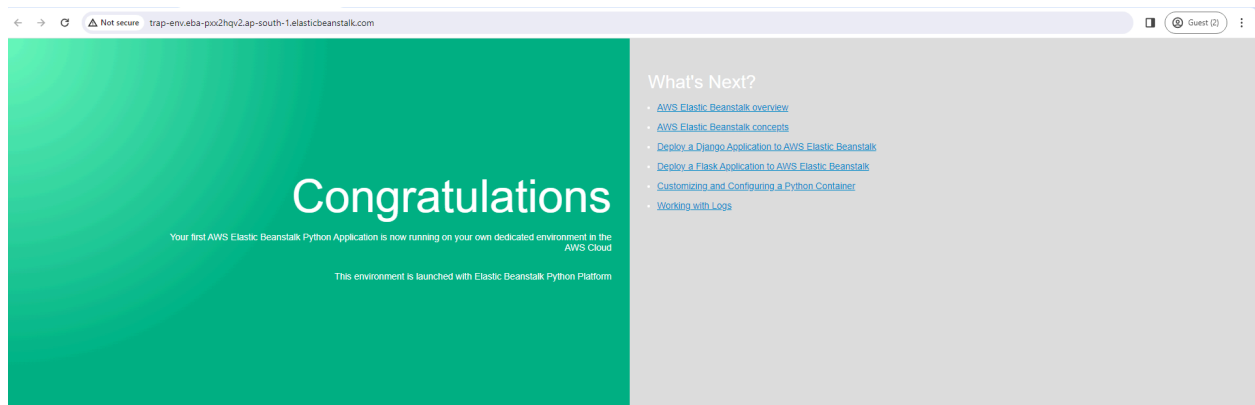 Not secure
trap-env.eba-pxx2hqv2.ap-south-1.elasticbeanstalk.com
Guest (2)
Congratulations
Your first AWS Elastic Beanstalk Python Application is now running on your own dedicated environment in the
AWS Cloud
This environment is launched with Elastic Beanstalk Python Platform
What's Next?
AWS Elastic Beanstalk overview
AWS Elastic Beanstalk concepts
Deploy a Django Application to AWS Elastic Beanstalk
Deploy a Flask Application to AWS Elastic Beanstalk
Customizing and Configuring a Python Container
Working with Logs